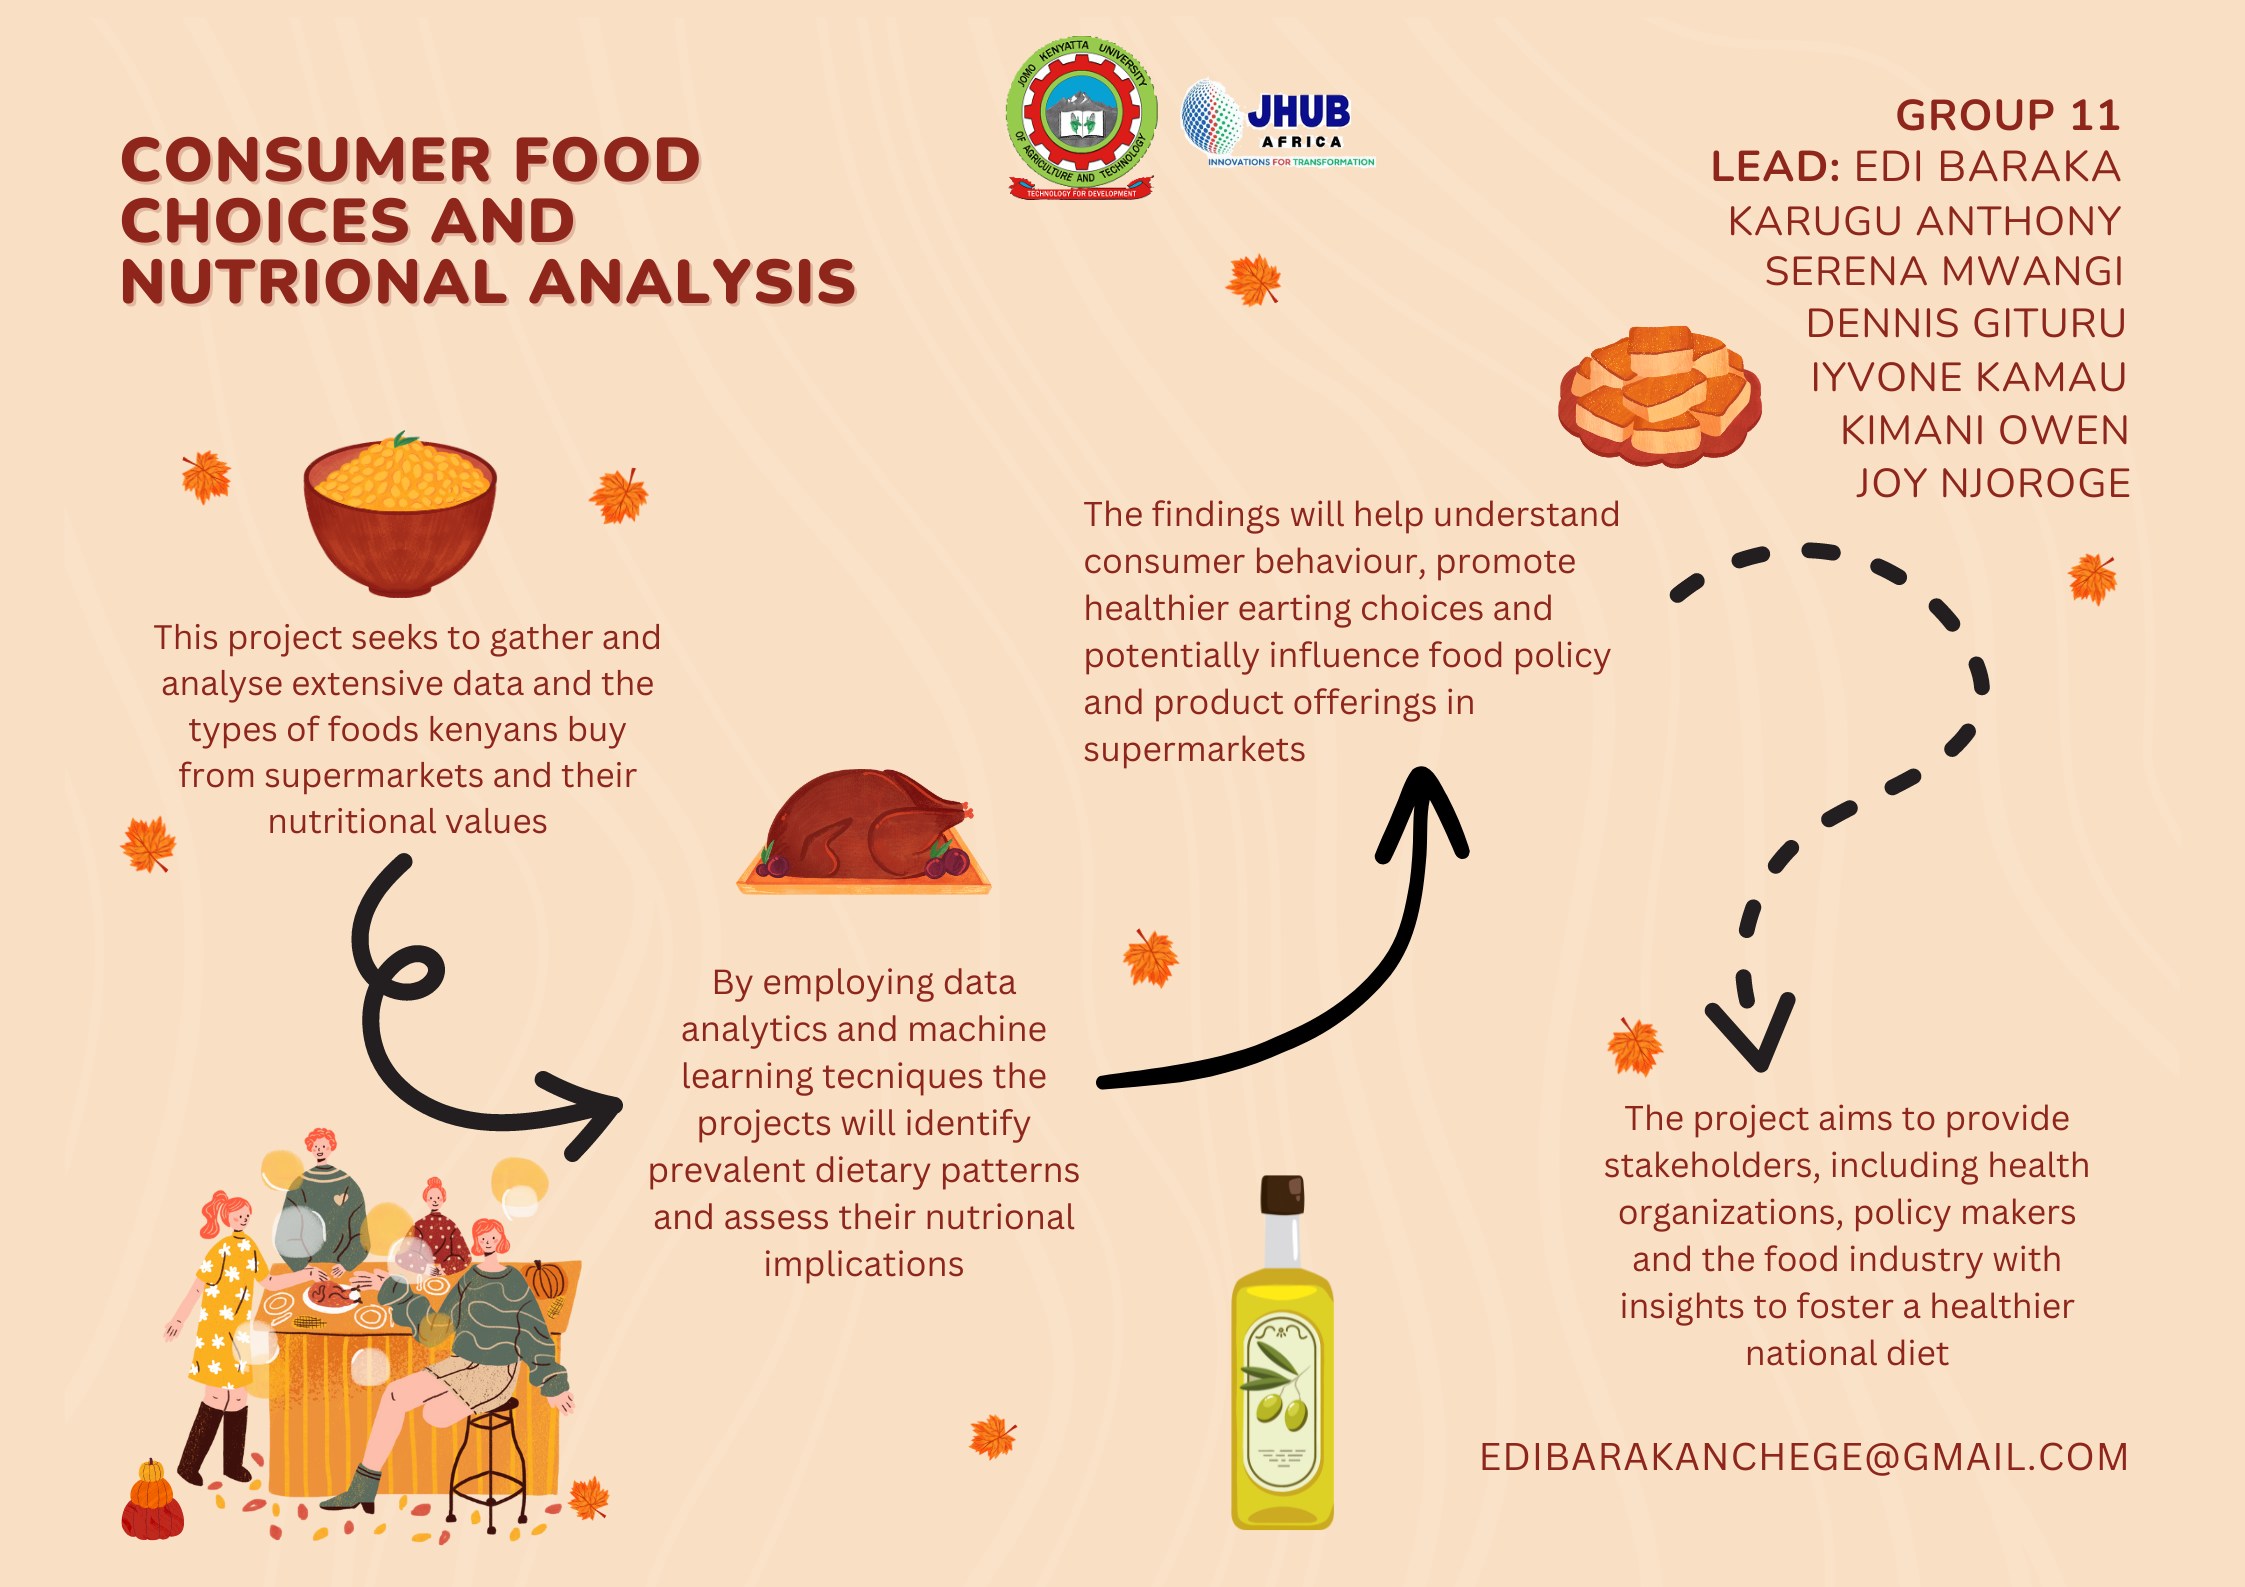 CONSUMER FOOD
CHOICES AND
NUTRIONAL ANALYSIS
JOMO KENYATTA UNIVERSITY
OF AGRICULTURE AND TECHNOLOGY
TECHNOLOGY FOR DEVELOPMENT
JHUB
AFRICA
INNOVATIONS FOR TRANSFORMATION
GROUP 11
LEAD: EDI BARAKA
KARUGU ANTHONY
SERENA MWANGI
DENNIS GITURU
IYVONE KAMAU
KIMANI OWEN
JOY NJOROGE
This project seeks to gather and
analyse extensive data and the
types of foods kenyans buy
from supermarkets and their
nutritional values
By employing data
analytics and machine
learning tecniques the
projects will identify
prevalent dietary patterns
and assess their nutrional
implications
The findings will help understand
consumer behaviour, promote
healthier earting choices and
potentially influence food policy
and product offerings in
supermarkets
The project aims to provide
stakeholders, including health
organizations, policy makers
and the food industry with
insights to foster a healthier
national diet
EDIBARAKANCHEGE@GMAIL.COM